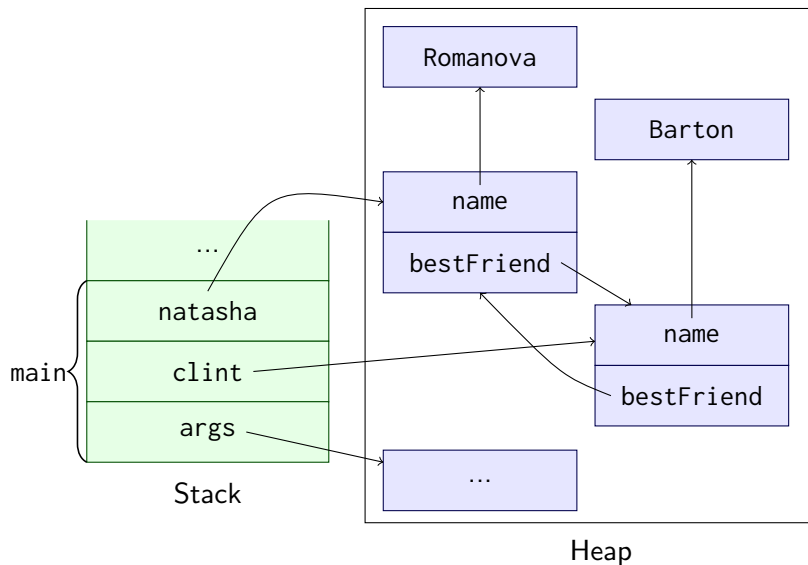 Romanova
Barton
name
bestFriend
...
natasha
clint
args
main
name
bestFriend
...
Stack
Heap